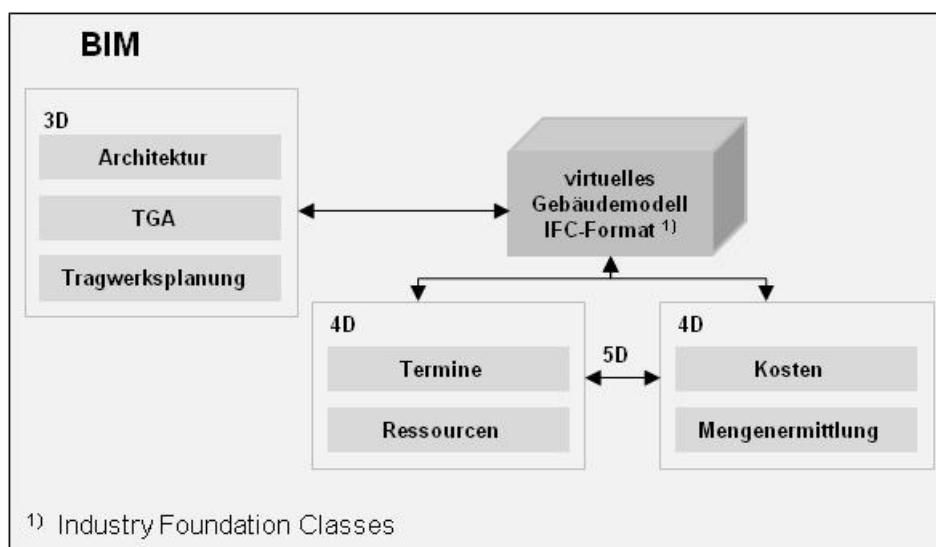 BIM
3D
Architektur
TGA
Tragwerksplanung
virtuelles
Gebäudemodell
IFC-Format 1)
4D
Termine
Ressourcen
5D
4D
Kosten
Mengenermittlung
1) Industry Foundation Classes